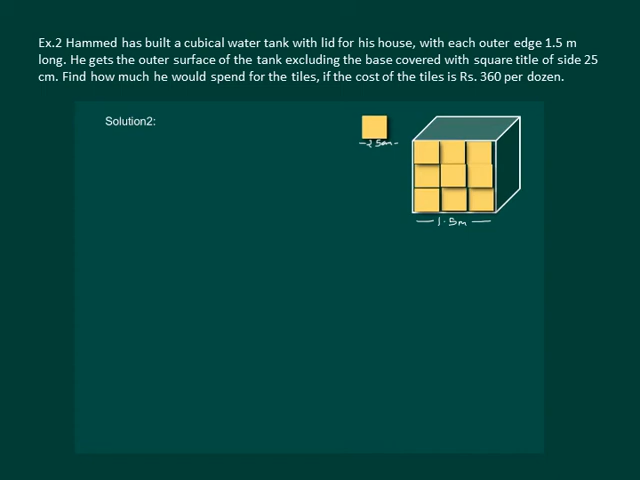 Ex.2 Hammed has built a cubical water tank with lid for his house, with each outer edge 1.5 m
long. He gets the outer surface of the tank excluding the base covered with square title of side 25
cm. Find how much he would spend for the tiles, if the cost of the tiles is Rs. 360 per dozen.
Solution2:
25cm
1.5m